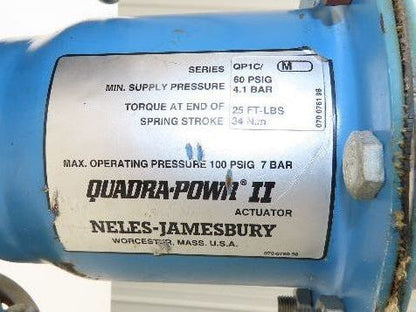 SERIES QP1C/ M
MIN. SUPPLY PRESSURE 60 PSIG 4.1 BAR
TORQUE AT END OF SPRING STROKE 25 FT-LBS 34 N.m
MAX. OPERATING PRESSURE 100 PSIG 7 BAR
QUADRA-POWR® II
ACTUATOR
NELES-JAMESBURY
WORCESTER, MASS. U.S.A.